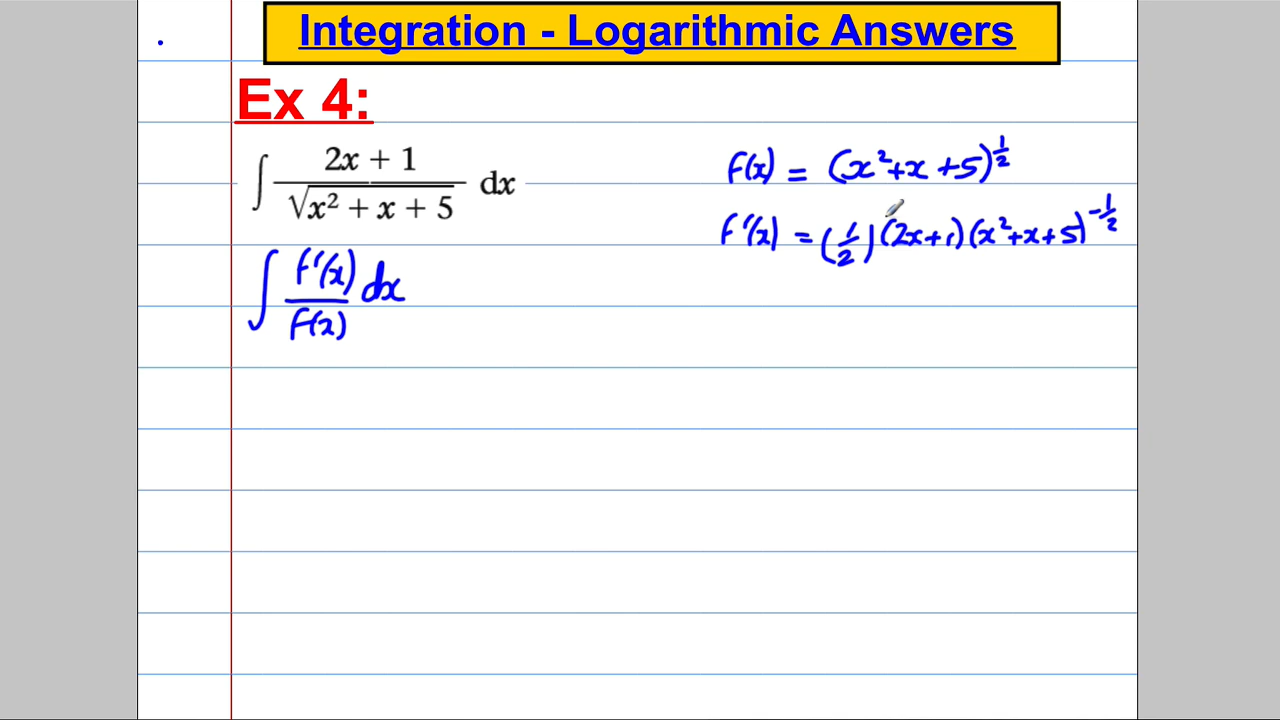 Integration - Logarithmic Answers
Ex 4:
∫ (2x + 1)/√(x² + x + 5) dx
f(x) = (x²+x+5)^(1/2)
f'(x) = (1/2)(2x+1)(x²+x+5)^(-1/2)
∫ f'(x)/f(x) dx